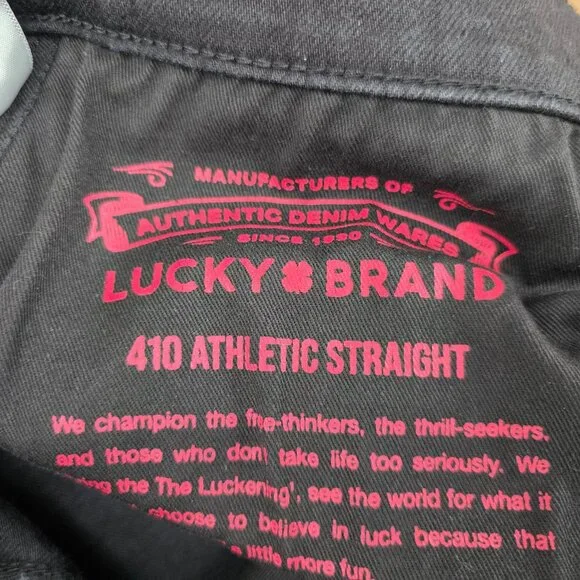 MANUFACTURERS OF
AUTHENTIC DENIM WARES
SINCE 1990
LUCKY BRAND
410 ATHLETIC STRAIGHT
We champion the free-thinkers, the thrill-seekers,
and those who don't take life too seriously. We
the The Luckening', see the world for what it
choose to believe in luck because that
a little more fun.